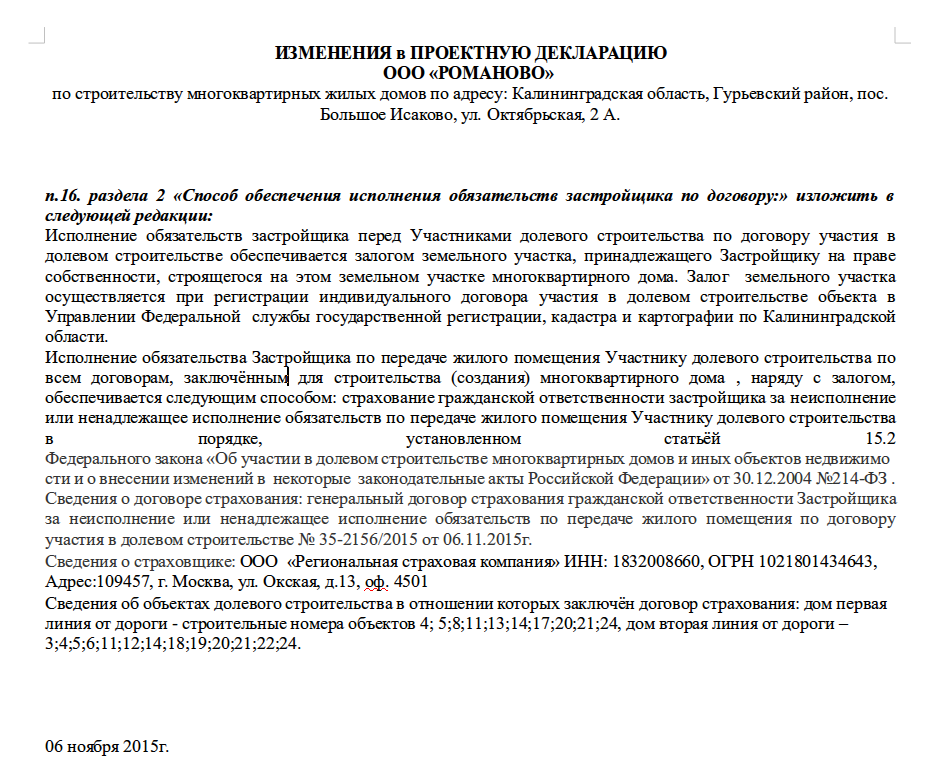 ИЗМЕНЕНИЯ в ПРОЕКТНУЮ ДЕКЛАРАЦИЮ
ООО «РОМАНОВО»
по строительству многоквартирных жилых домов по адресу: Калининградская область, Гурьевский район, пос.
Большое Исаково, ул. Октябрьская, 2 А.
п.16. раздела 2 «Способ обеспечения исполнения обязательств застройщика по договору:» изложить в
следующей редакции:
Исполнение обязательств застройщика перед Участниками долевого строительства по договору участия в
долевом строительстве обеспечивается залогом земельного участка, принадлежащего Застройщику на праве
собственности, строящегося на этом земельном участке многоквартирного дома. Залог земельного участка
осуществляется при регистрации индивидуального договора участия в долевом строительстве объекта в
Управлении Федеральной службы государственной регистрации, кадастра и картографии по Калининградской
области.
Исполнение обязательства Застройщика по передаче жилого помещения Участнику долевого строительства по
всем договорам, заключённым для строительства (создания) многоквартирного дома , наряду с залогом,
обеспечивается следующим способом: страхование гражданской ответственности застройщика за неисполнение
или ненадлежащее исполнение обязательств по передаче жилого помещения Участнику долевого строительства
в порядке, установленном статьёй 15.2
Федерального закона «Об участии в долевом строительстве многоквартирных домов и иных объектов недвижимо
сти и о внесении изменений в некоторые законодательные акты Российской Федерации» от 30.12.2004 №214-ФЗ .
Сведения о договоре страхования: генеральный договор страхования гражданской ответственности Застройщика
за неисполнение или ненадлежащее исполнение обязательств по передаче жилого помещения по договору
участия в долевом строительстве № 35-2156/2015 от 06.11.2015г.
Сведения о страховщике: ООО «Региональная страховая компания» ИНН: 1832008660, ОГРН 1021801434643,
Адрес:109457, г. Москва, ул. Окская, д.13, оф. 4501
Сведения об объектах долевого строительства в отношении которых заключён договор страхования: дом первая
линия от дороги - строительные номера объектов 4; 5;8;11;13;14;17;20;21;24, дом вторая линия от дороги –
3;4;5;6;11;12;14;18;19;20;21;22;24.
06 ноября 2015г.